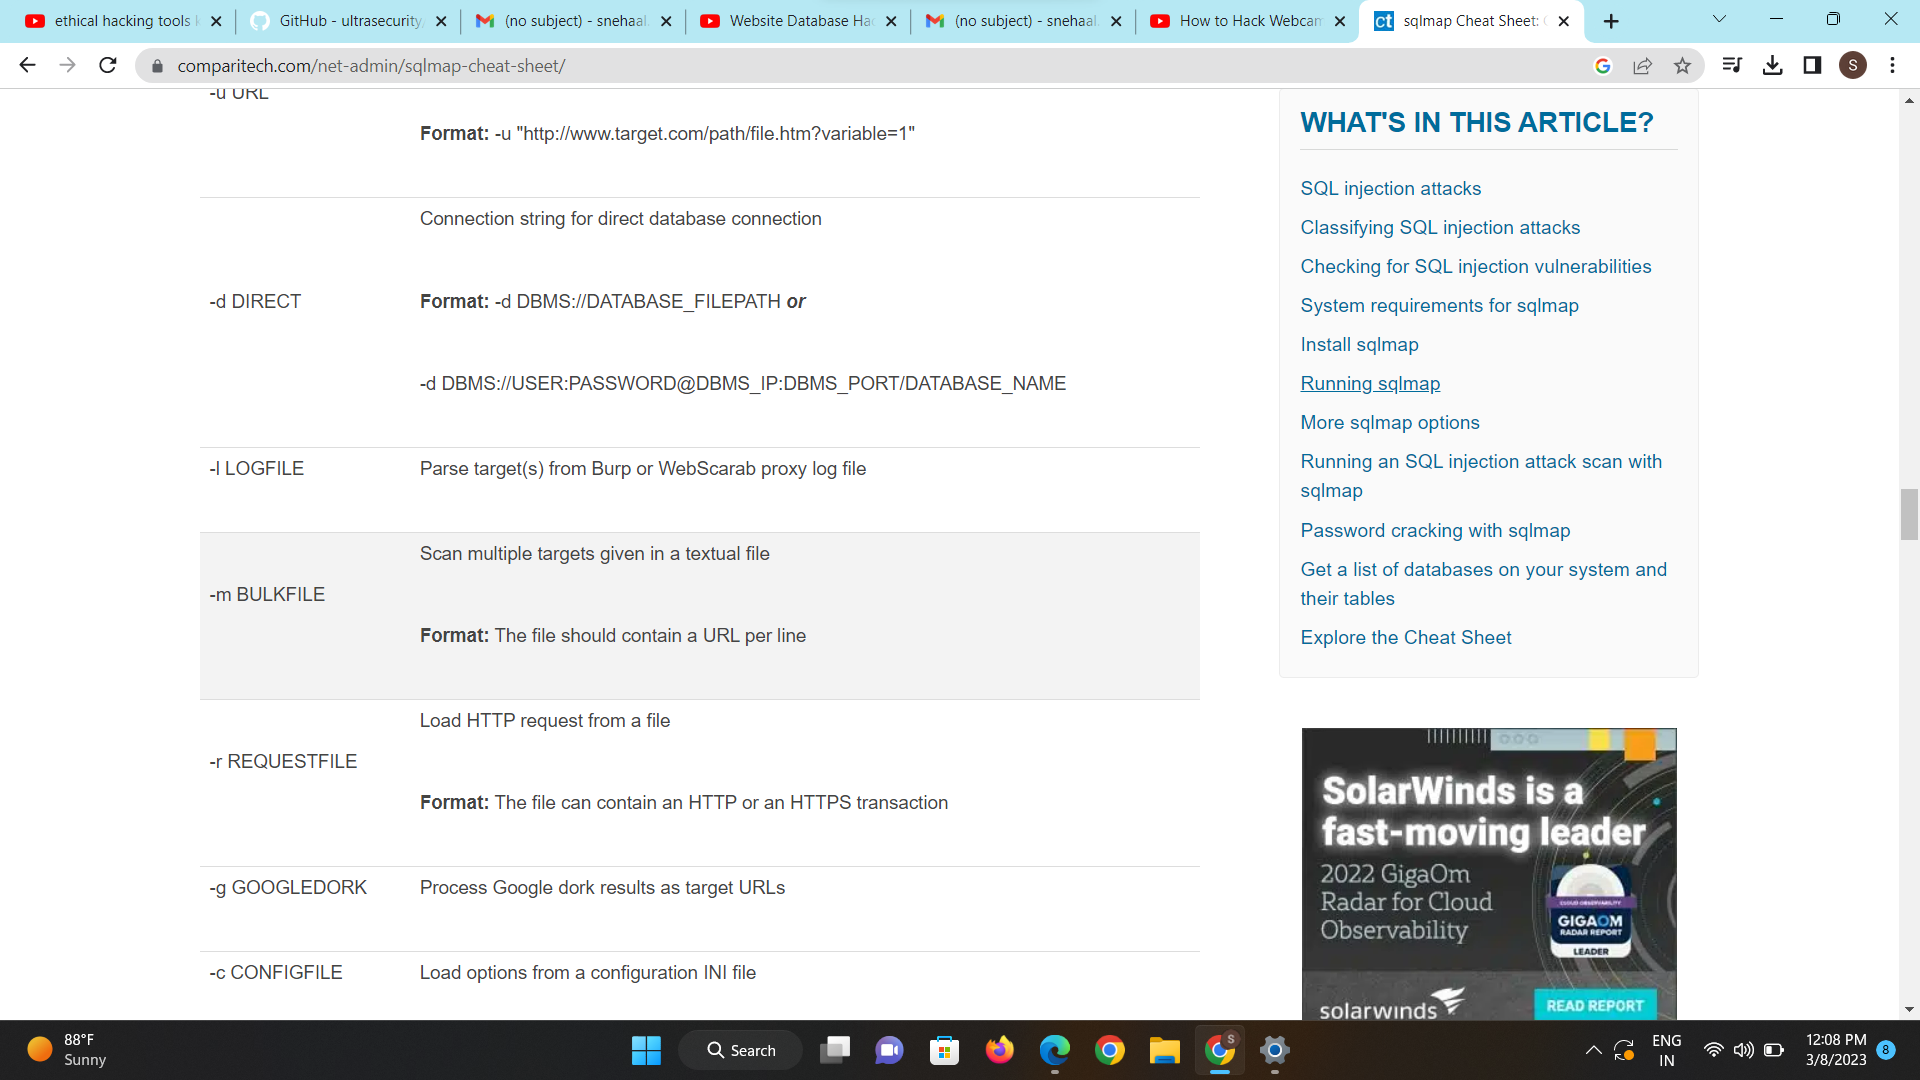 ethical hacking tools
GitHub - ultrasecurity
(no subject) - snehaal
Website Database Hac
(no subject) - snehaal
How to Hack Webcam
sqlmap Cheat Sheet:
comparitech.com/net-admin/sqlmap-cheat-sheet/
S
-u URL
Format: -u "http://www.target.com/path/file.htm?variable=1"
Connection string for direct database connection
-d DIRECT
Format: -d DBMS://DATABASE_FILEPATH or
-d DBMS://USER:PASSWORD@DBMS_IP:DBMS_PORT/DATABASE_NAME
-l LOGFILE
Parse target(s) from Burp or WebScarab proxy log file
Scan multiple targets given in a textual file
-m BULKFILE
Format: The file should contain a URL per line
Load HTTP request from a file
-r REQUESTFILE
Format: The file can contain an HTTP or an HTTPS transaction
-g GOOGLEDORK
Process Google dork results as target URLs
-c CONFIGFILE
Load options from a configuration INI file
WHAT'S IN THIS ARTICLE?
SQL injection attacks
Classifying SQL injection attacks
Checking for SQL injection vulnerabilities
System requirements for sqlmap
Install sqlmap
Running sqlmap
More sqlmap options
Running an SQL injection attack scan with
sqlmap
Password cracking with sqlmap
Get a list of databases on your system and
their tables
Explore the Cheat Sheet
SolarWinds is a
fast-moving leader
2022 GigaOm
Radar for Cloud
Observability
CLOUD OBSERVABILITY
GIGAOM
RADAR REPORT
LEADER
solarwinds
READ REPORT
88°F
Sunny
Search
S
ENG
IN
12:08 PM
3/8/2023
8